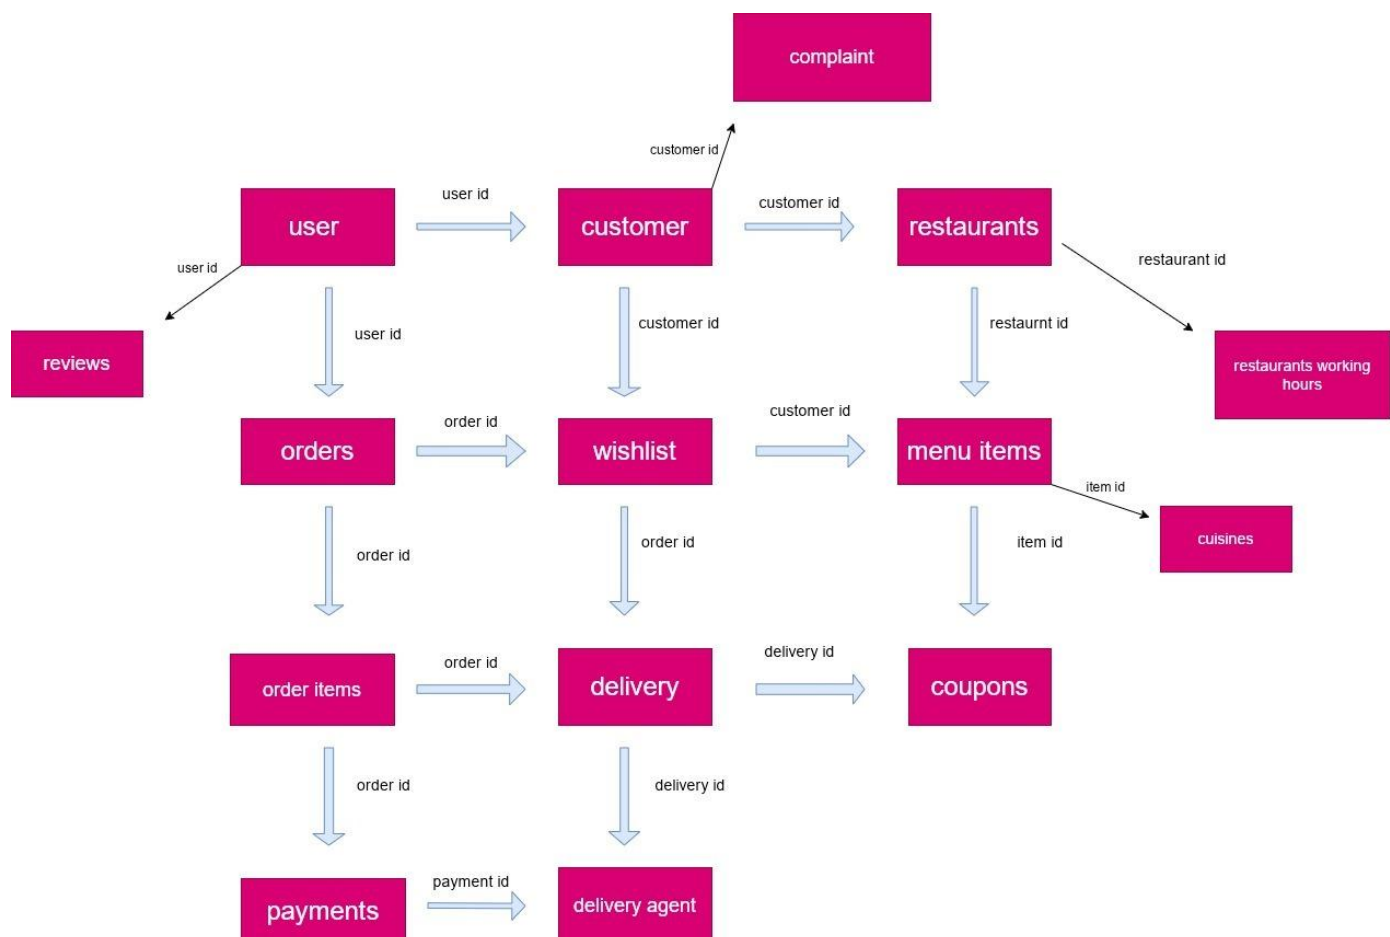 complaint
customer id
user
user id
customer
customer id
restaurants
user id
restaurant id
reviews
user id
customer id
restaurnt id
restaurants working
hours
orders
order id
wishlist
customer id
menu items
item id
cuisines
order id
order id
item id
order items
order id
delivery
delivery id
coupons
order id
delivery id
payments
payment id
delivery agent